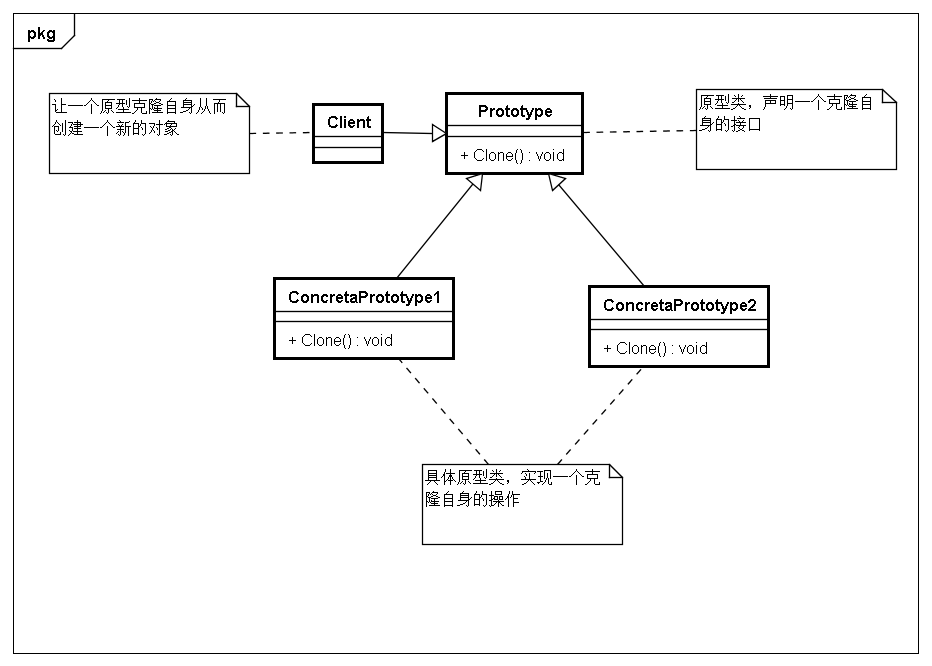 pkg
让一个原型克隆自身从而
创建一个新的对象
Client
Prototype
+ Clone() : void
原型类，声明一个克隆自
身的接口
ConcretaPrototype1
+ Clone() : void
ConcretaPrototype2
+ Clone() : void
具体原型类，实现一个克
隆自身的操作